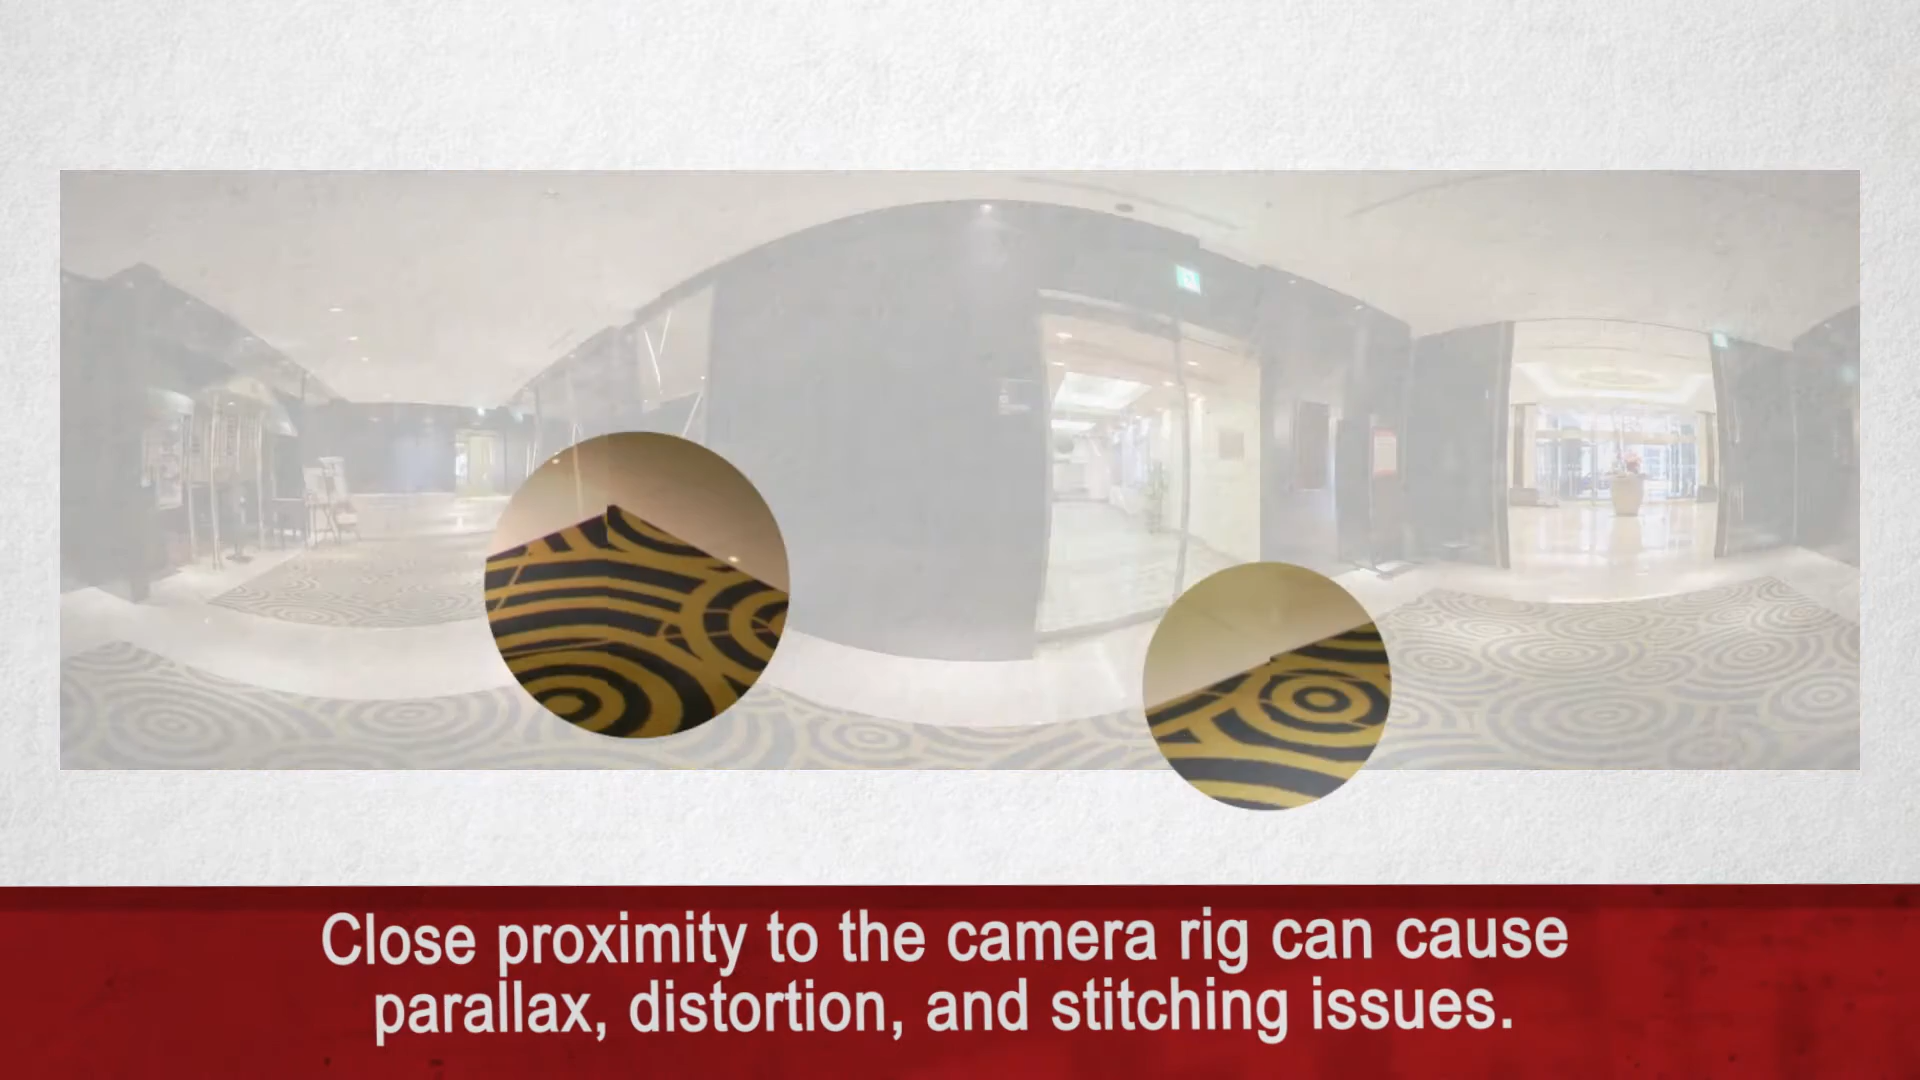 Close proximity to the camera rig can cause
parallax, distortion, and stitching issues.